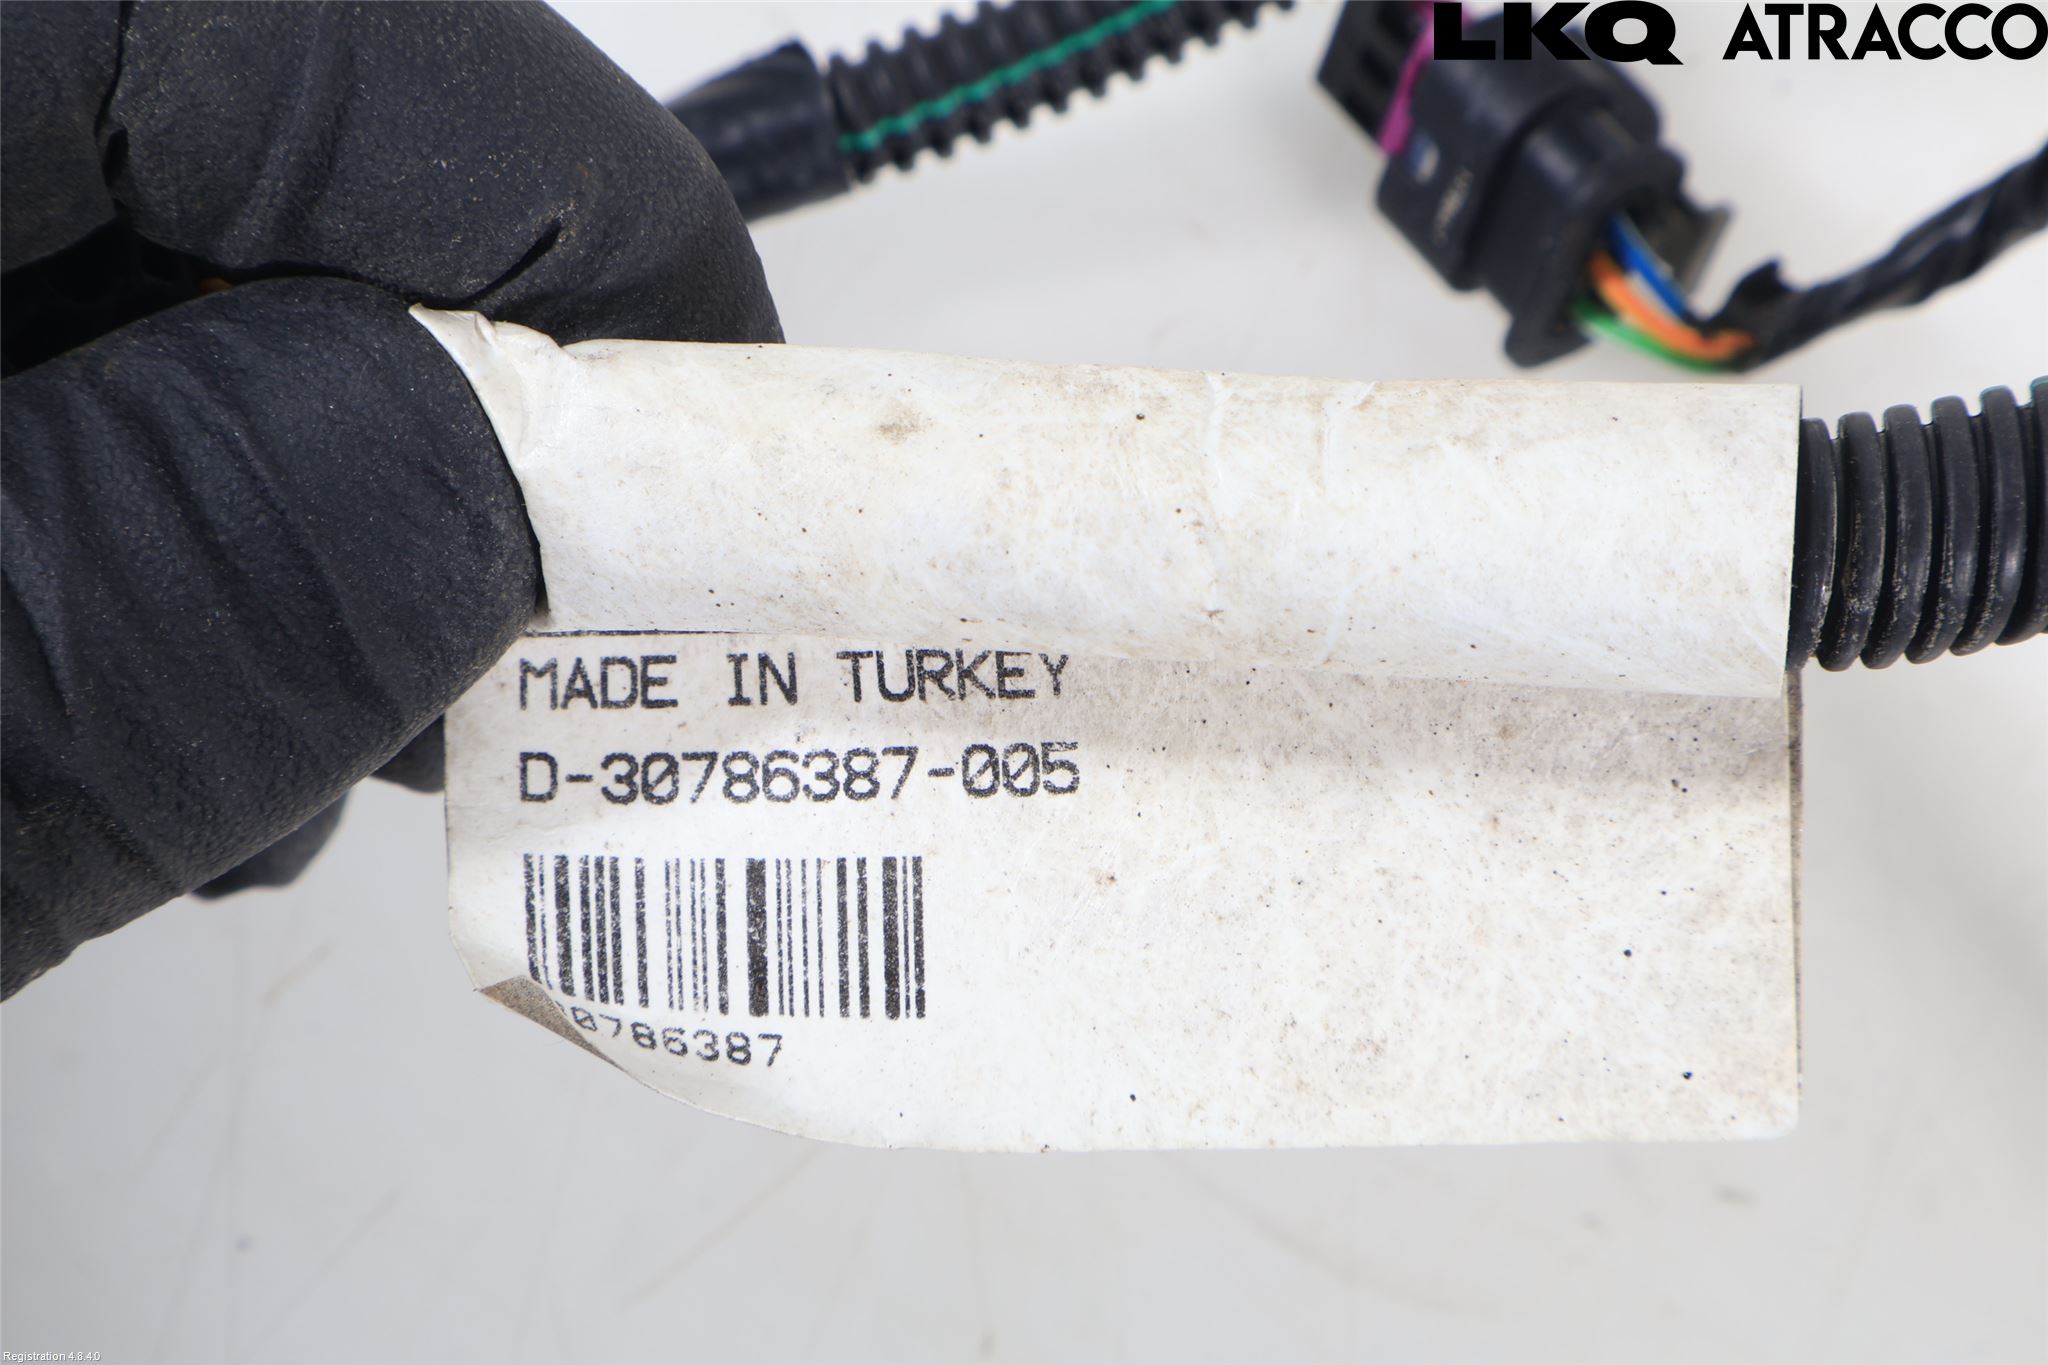 LKQ ATRACCO
MADE IN TURKEY
D-30786387-005
0786387
Registration 4.8.4.0